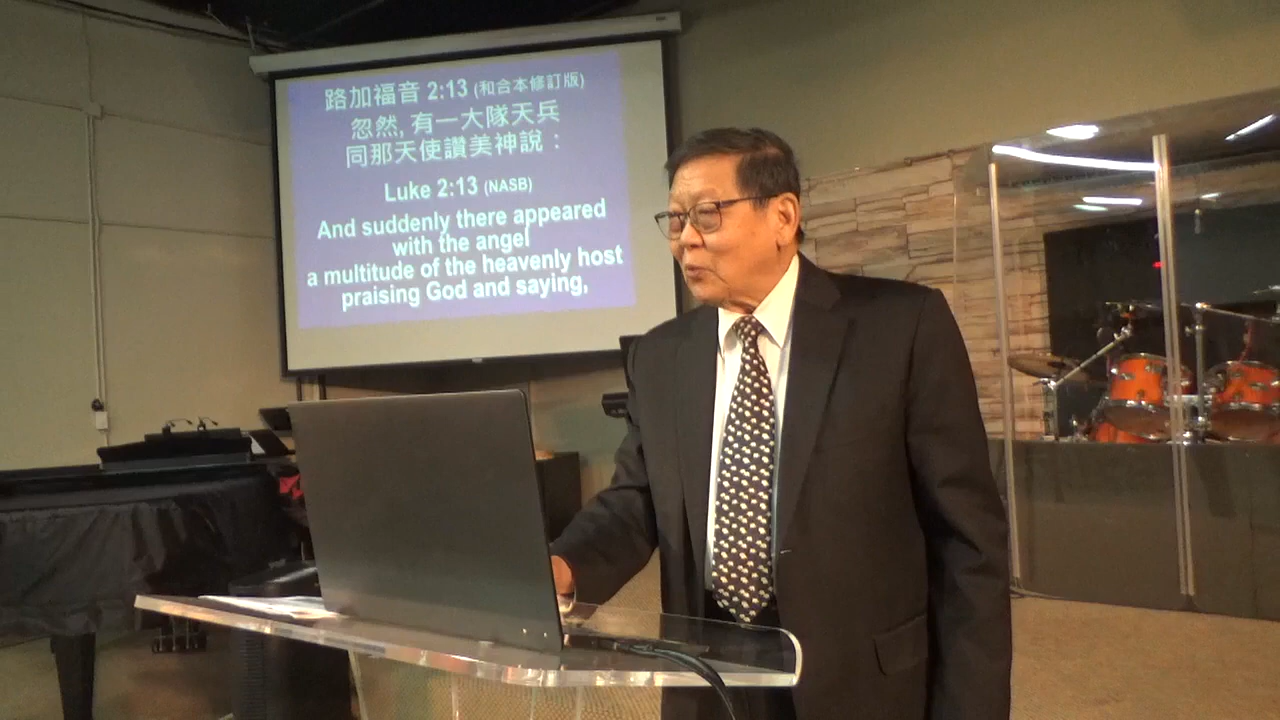 路加福音 2:13 (和合本修訂版)
忽然, 有一大隊天兵
同那天使讚美神說：
Luke 2:13 (NASB)
And suddenly there appeared
with the angel
a multitude of the heavenly host
praising God and saying,